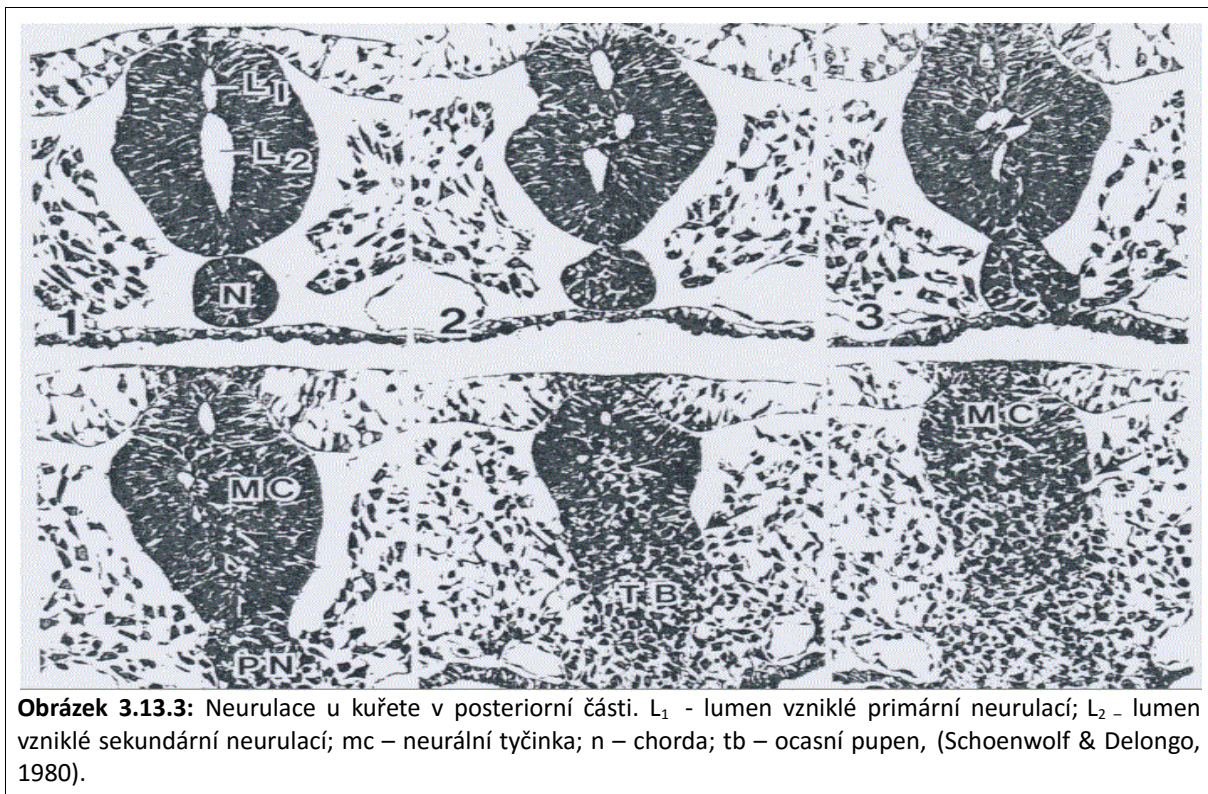 L1
L2
N
1
2
3
MC
PN
TB
MC
Obrázek 3.13.3: Neurulace u kuřete v posteriorní části. L1 - lumen vzniklé primární neurulací; L2 – lumen
vzniklé sekundární neurulací; mc – neurální tyčinka; n – chorda; tb – ocasní pupen, (Schoenwolf & Delongo,
1980).